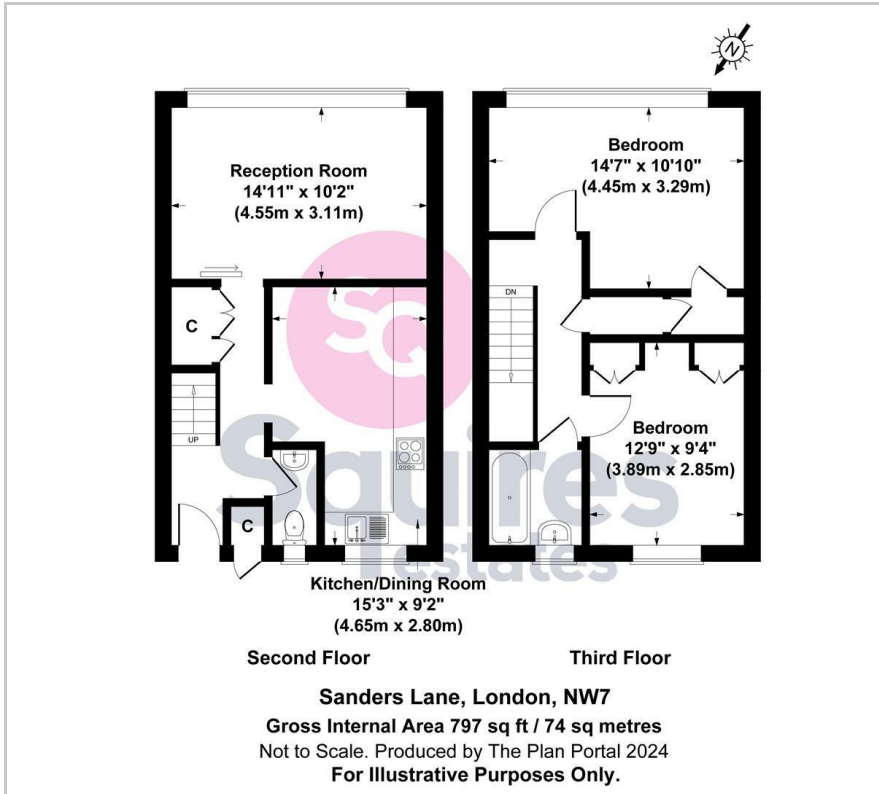 N
Reception Room
14'11" x 10'2"
(4.55m x 3.11m)
C
UP
C
Kitchen/Dining Room
15'3" x 9'2"
(4.65m x 2.80m)
Bedroom
14'7" x 10'10"
(4.45m x 3.29m)
DN
Bedroom
12'9" x 9'4"
(3.89m x 2.85m)
SQ
Squires
Estates
Second Floor
Third Floor
Sanders Lane, London, NW7
Gross Internal Area 797 sq ft / 74 sq metres
Not to Scale. Produced by The Plan Portal 2024
For Illustrative Purposes Only.